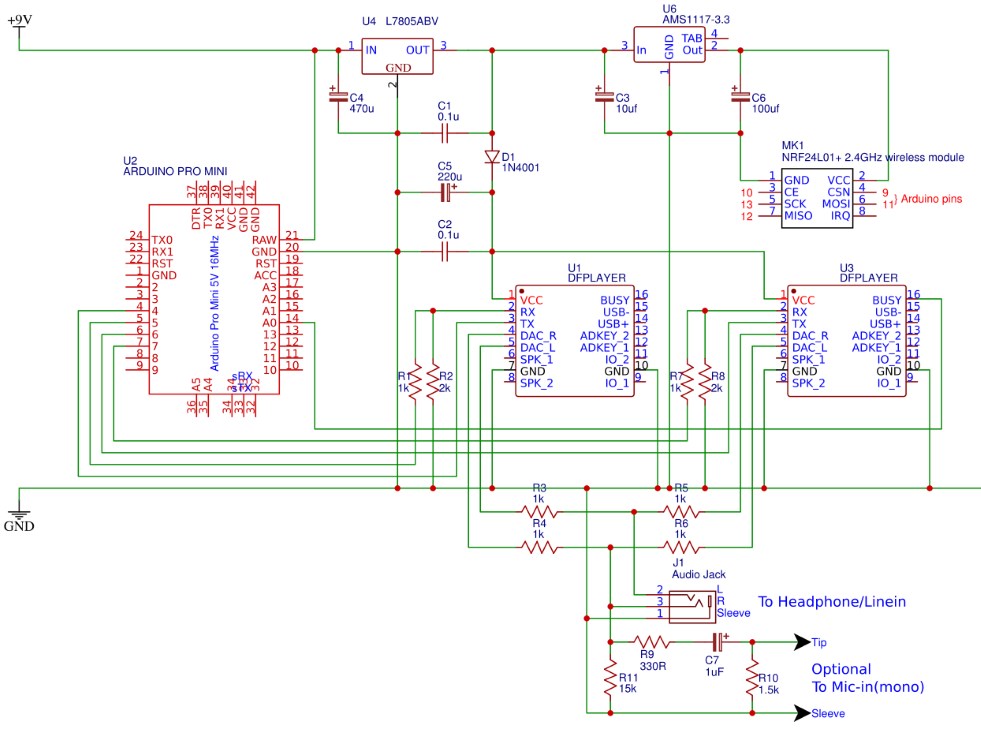 +9V
U4 L7805ABV
1 IN OUT 3
GND
2
U6
AMS1117-3.3
3 In GND TAB 4
Out 2
1
C4
470u
C1
0.1u
C3
10uf
C6
100uf
D1
1N4001
C5
220u
C2
0.1u
MK1
NRF24L01+ 2.4GHz wireless module
1 GND VCC 2
10 3 CE CSN 4 9
13 5 SCK MOSI 6 11
12 7 MISO IRQ 8
} Arduino pins
U2
ARDUINO PRO MINI
37 38 39 40 41 42
DTR TX0 RX1 VCC GND GND
Arduino Pro Mini 5V 16MHz
24 TX0 RAW 21
23 RX1 GND 20
22 RST RST 19
1 GND ACC 18
2 2 A3 17
3 3 A2 16
4 4 A1 15
5 5 A0 14
6 6 13 13
7 7 12 12
8 8 11 11
9 9 10 10
sRX
sTX
A5 A4 34 32
36 35 34 33 32
U1
DFPLAYER
1 VCC BUSY 16
2 RX USB- 15
3 TX USB+ 14
4 DAC_R ADKEY_2 13
5 DAC_L ADKEY_1 12
6 SPK_1 IO_2 11
7 GND GND 10
8 SPK_2 IO_1 9
U3
DFPLAYER
1 VCC BUSY 16
2 RX USB- 15
3 TX USB+ 14
4 DAC_R ADKEY_2 13
5 DAC_L ADKEY_1 12
6 SPK_1 IO_2 11
7 GND GND 10
8 SPK_2 IO_1 9
R1
1k
R2
2k
R7
1k
R8
2k
GND
R3
1k
R4
1k
R5
1k
R6
1k
J1
Audio Jack
2 L
3 R
1 Sleeve
To Headphone/Linein
R9
330R
C7
1uF
Tip
R11
15k
R10
1.5k
Optional
To Mic-in(mono)
Sleeve